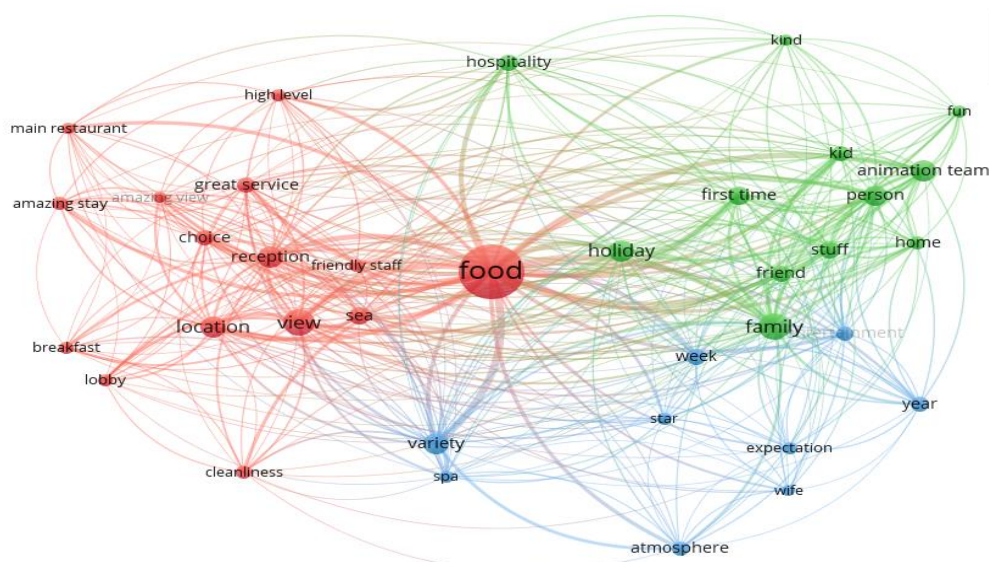 kind
hospitality
high level
fun
main restaurant
kid
animation team
great service
first time
person
amazing stay
amazing view
choice
home
stuff
holiday
reception
friendly staff
food
friend
sea
view
location
family
breakfast
week
lobby
year
star
variety
expectation
cleanliness
spa
wife
atmosphere